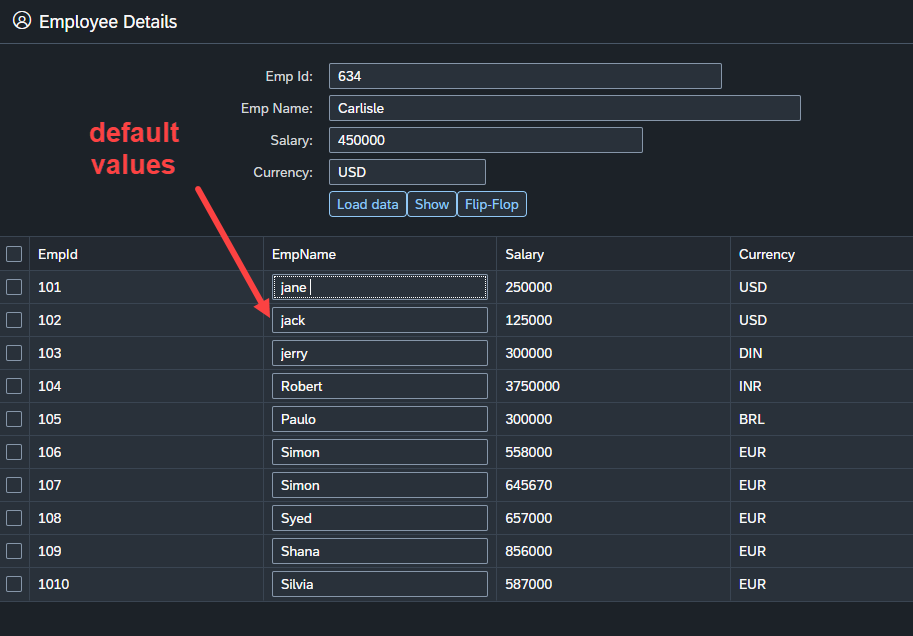 Employee Details
Emp Id: 634
Emp Name: Carlisle
default
values
Salary: 450000
Currency: USD
Load data Show Flip-Flop
EmpId EmpName Salary Currency
101 jane 250000 USD
102 jack 125000 USD
103 jerry 300000 DIN
104 Robert 3750000 INR
105 Paulo 300000 BRL
106 Simon 558000 EUR
107 Simon 645670 EUR
108 Syed 657000 EUR
109 Shana 856000 EUR
1010 Silvia 587000 EUR